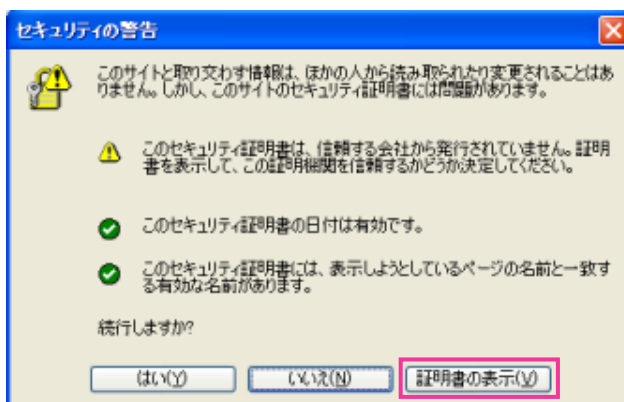 セキュリティの警告
このサイトと取り交わす情報は、ほかの人から読み取られたり変更されることはあ
りません。しかし、このサイトのセキュリティ証明書には問題があります。
このセキュリティ証明書は、信頼する会社から発行されていません。証明
書を表示して、この証明機関を信頼するかどうか決定してください。
このセキュリティ証明書の日付は有効です。
このセキュリティ証明書には、表示しようとしているページの名前と一致す
る有効な名前があります。
続行しますか?
はい(Y) いいえ(N) 証明書の表示(V)